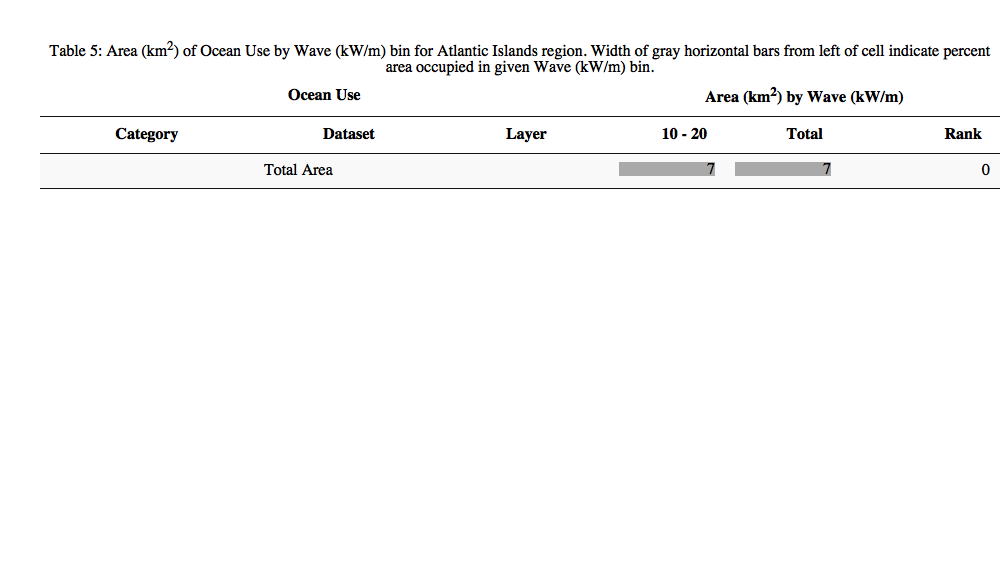 Table 5: Area (km²) of Ocean Use by Wave (kW/m) bin for Atlantic Islands region. Width of gray horizontal bars from left of cell indicate percent
area occupied in given Wave (kW/m) bin.
Ocean Use Area (km²) by Wave (kW/m)
Category Dataset Layer 10 - 20 Total Rank
Total Area 7 7 0